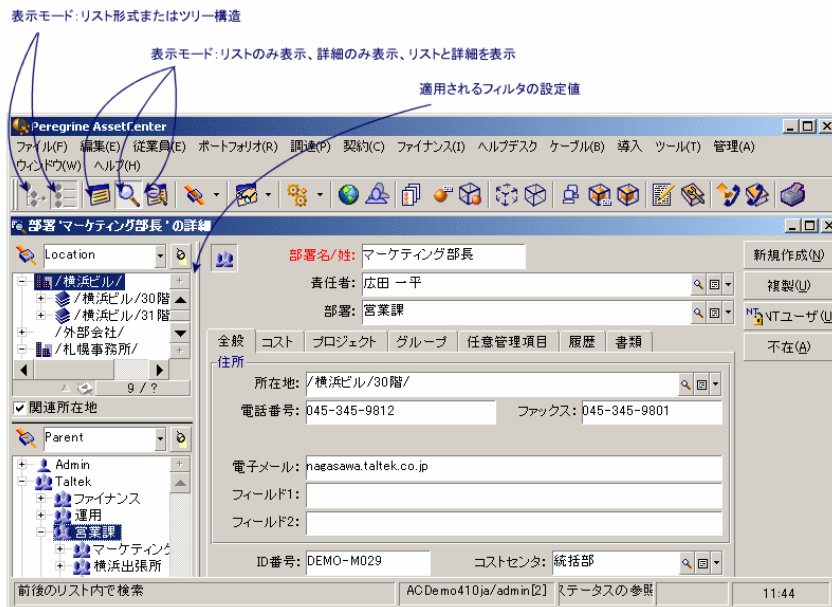 表示モード:リスト形式またはツリー構造
表示モード:リストのみ表示、詳細のみ表示、リストと詳細を表示
適用されるフィルタの設定値
Peregrine AssetCenter
ファイル(F) 編集(E) 従業員(E) ポートフォリオ(R) 調達(P) 契約(C) ファイナンス(I) ヘルプデスク ケーブル(B) 導入 ツール(T) 管理(A)
ウィンドウ(W) ヘルプ(H)
部署 'マーケティング部長 ' の詳細
Location
/横浜ビル/
/横浜ビル/30階
/横浜ビル/31階
/外部会社/
/札幌事務所/
9 / ?
関連所在地
Parent
Admin
Taltek
ファイナンス
運用
営業課
マーケティング
横浜出張所
部署名/姓: マーケティング部長
責任者: 広田 一平
部署: 営業課
全般 コスト プロジェクト グループ 任意管理項目 履歴 書類
住所
所在地: /横浜ビル/30階/
電話番号: 045-345-9812 ファックス: 045-345-9801
電子メール: nagasawa.taltek.co.jp
フィールド1:
フィールド2:
ID番号: DEMO-M029 コストセンタ: 統括部
新規作成(N)
複製(U)
NTユーザ(U
不在(A)
前後のリスト内で検索 ACDemo410ja/admin[2] ステータスの参照 11:44